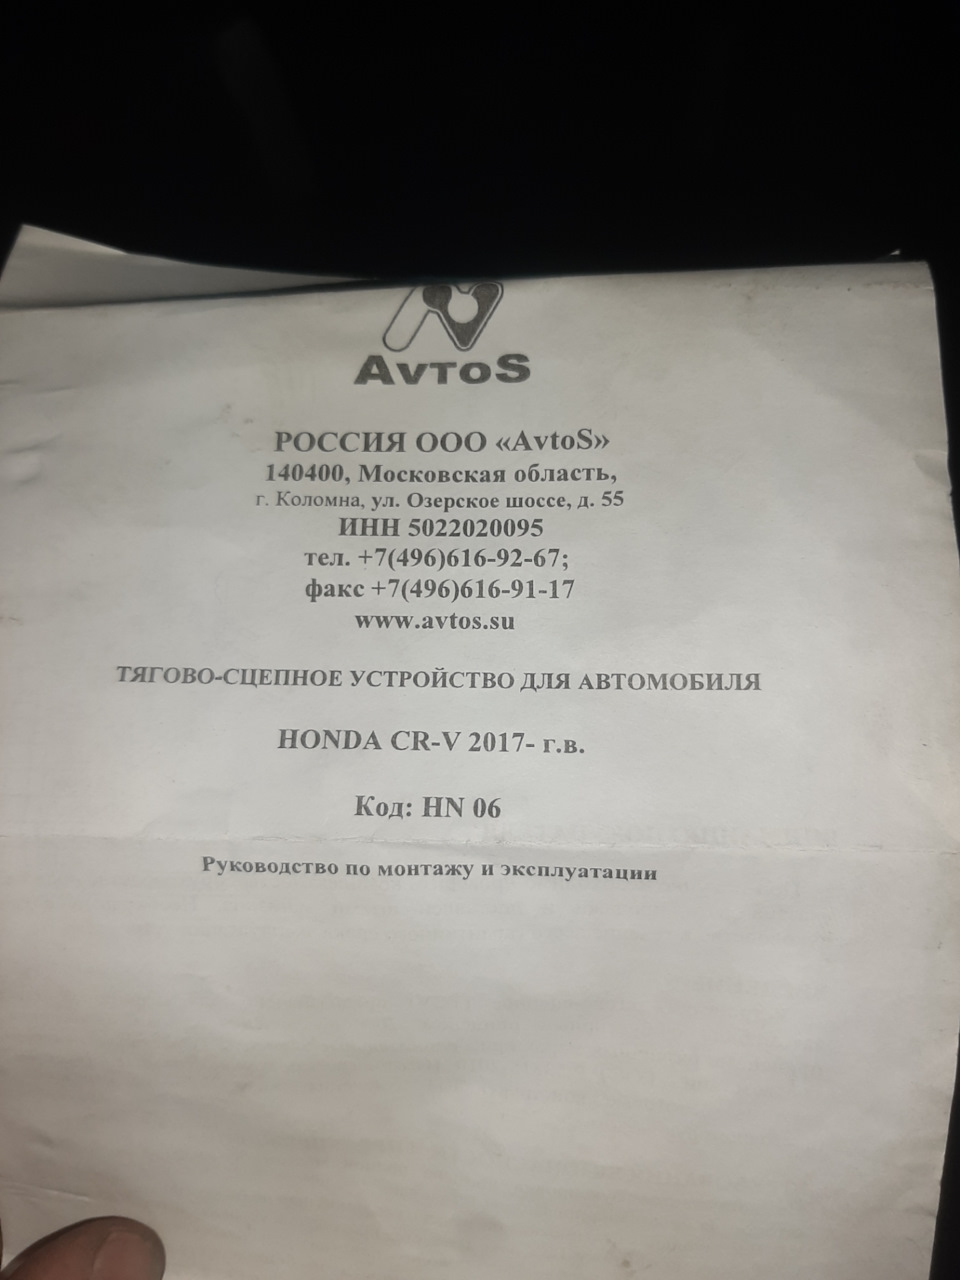 AVTOS
РОССИЯ ООО «AvtoS»
140400, Московская область,
г. Коломна, ул. Озерское шоссе, д. 55
ИНН 5022020095
тел. +7(496)616-92-67;
факс +7(496)616-91-17
www.avtos.su
ТЯГОВО-СЦЕПНОЕ УСТРОЙСТВО ДЛЯ АВТОМОБИЛЯ
HONDA CR-V 2017- г.в.
Код: HN 06
Руководство по монтажу и эксплуатации